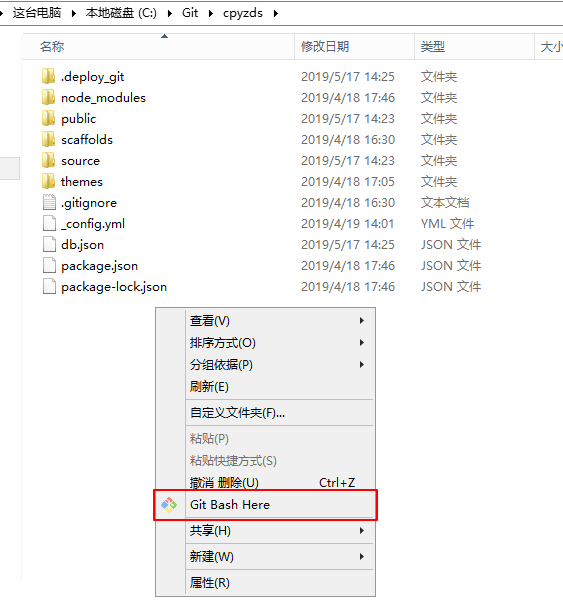 这台电脑 › 本地磁盘 (C:) › Git › cpyzds ›
名称 修改日期 类型 大小
.deploy_git 2019/5/17 14:25 文件夹
node_modules 2019/4/18 17:46 文件夹
public 2019/5/17 14:23 文件夹
scaffolds 2019/4/18 16:30 文件夹
source 2019/5/17 14:23 文件夹
themes 2019/4/18 17:05 文件夹
.gitignore 2019/4/18 16:30 文本文档
_config.yml 2019/4/19 14:01 YML 文件
db.json 2019/5/17 14:25 JSON 文件
package.json 2019/4/18 17:46 JSON 文件
package-lock.json 2019/4/18 17:46 JSON 文件
查看(V)
排序方式(O)
分组依据(P)
刷新(E)
自定义文件夹(F)...
粘贴(P)
粘贴快捷方式(S)
撤消 删除(U) Ctrl+Z
Git Bash Here
共享(H)
新建(W)
属性(R)